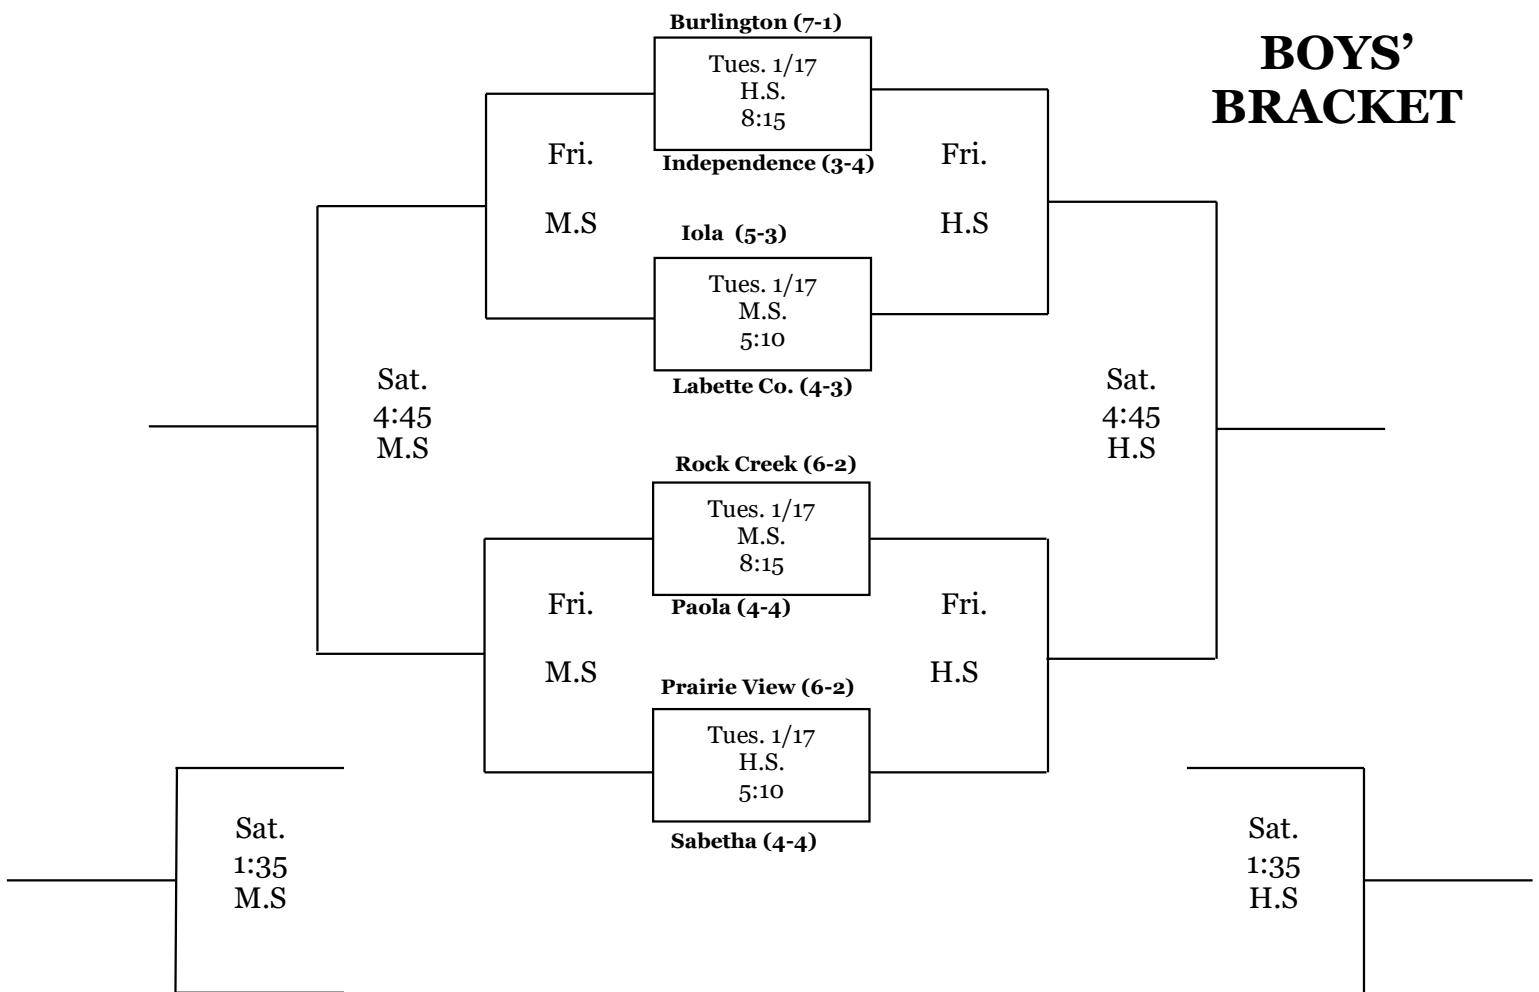 Burlington (7-1)
BOYS’
BRACKET
Tues. 1/17
H.S.
8:15
Independence (3-4)
Fri.
M.S
Fri.
H.S
Iola (5-3)
Tues. 1/17
M.S.
5:10
Labette Co. (4-3)
Sat.
4:45
M.S
Sat.
4:45
H.S
Rock Creek (6-2)
Tues. 1/17
M.S.
8:15
Paola (4-4)
Fri.
M.S
Fri.
H.S
Prairie View (6-2)
Tues. 1/17
H.S.
5:10
Sabetha (4-4)
Sat.
1:35
M.S
Sat.
1:35
H.S